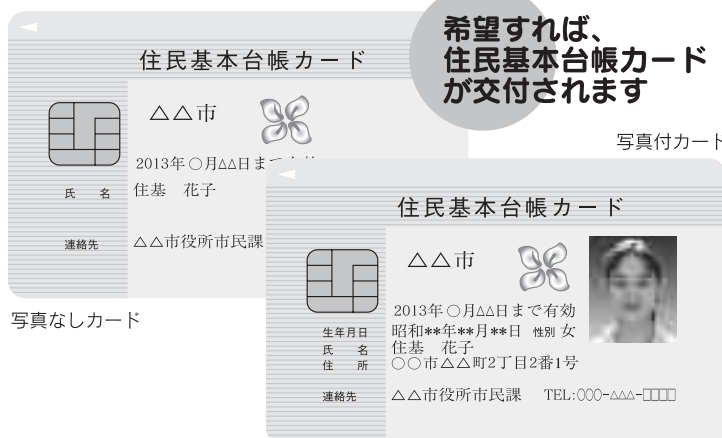 希望すれば、
住民基本台帳カード
が交付されます
住民基本台帳カード
△△市
2013年○月△△日まで有効
氏　名　住基　花子
連絡先　△△市役所市民課
写真なしカード
写真付カード
住民基本台帳カード
△△市
2013年○月△△日まで有効
生年月日　昭和**年**月**日　性別 女
氏　名　住基　花子
住　所　○○市△△町2丁目2番1号
連絡先　△△市役所市民課　TEL:○○○-△△△-□□□□